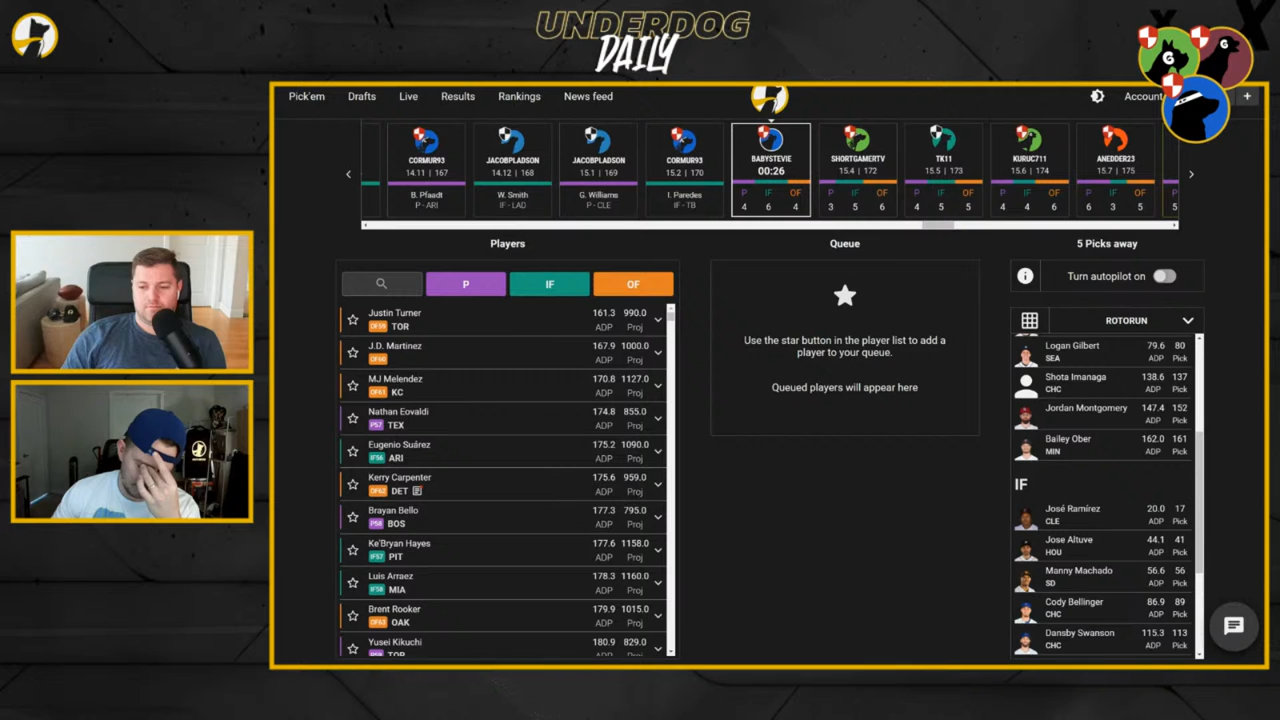 UNDERDOG
DAILY
Pick'em Drafts Live Results Rankings News feed
Account
CORMUR93
14.11 | 167
B. Pfaadt
P - ARI
JACOBPLADSON
14.12 | 168
W. Smith
IF - LAD
JACOBPLADSON
15.1 | 169
G. Williams
P - CLE
CORMUR93
15.2 | 170
I. Paredes
IF - TB
BABYSTEVIE
00:26
P IF OF
4 6 4
SHORTGAMERTV
15.4 | 172
P IF OF
3 5 6
TK11
15.5 | 173
P IF OF
4 5 5
KURUC711
15.6 | 174
P IF OF
4 4 6
ANEDDER23
15.7 | 175
P IF OF
6 3 5
P
5
Players
P IF OF
Justin Turner 161.3 990.0
OF59 TOR ADP Proj
J.D. Martinez 167.9 1000.0
OF60 ADP Proj
MJ Melendez 170.8 1127.0
OF61 KC ADP Proj
Nathan Eovaldi 174.8 855.0
P57 TEX ADP Proj
Eugenio Suárez 175.2 1090.0
IF56 ARI ADP Proj
Kerry Carpenter 175.6 959.0
OF62 DET ADP Proj
Brayan Bello 177.3 795.0
P58 BOS ADP Proj
Ke'Bryan Hayes 177.6 1158.0
IF57 PIT ADP Proj
Luis Arraez 178.3 1160.0
IF58 MIA ADP Proj
Brent Rooker 179.9 1015.0
OF63 OAK ADP Proj
Yusei Kikuchi 180.9 829.0
TOR ADP Proj
Queue
Use the star button in the player list to add a
player to your queue.
Queued players will appear here
5 Picks away
Turn autopilot on
ROTORUN
Logan Gilbert 79.6 80
SEA ADP Pick
Shota Imanaga 138.6 137
CHC ADP Pick
Jordan Montgomery 147.4 152
ADP Pick
Bailey Ober 162.0 161
MIN ADP Pick
IF
José Ramírez 20.0 17
CLE ADP Pick
Jose Altuve 44.1 41
HOU ADP Pick
Manny Machado 56.6 56
SD ADP Pick
Cody Bellinger 86.9 89
CHC ADP Pick
Dansby Swanson 115.3 113
CHC ADP Pick